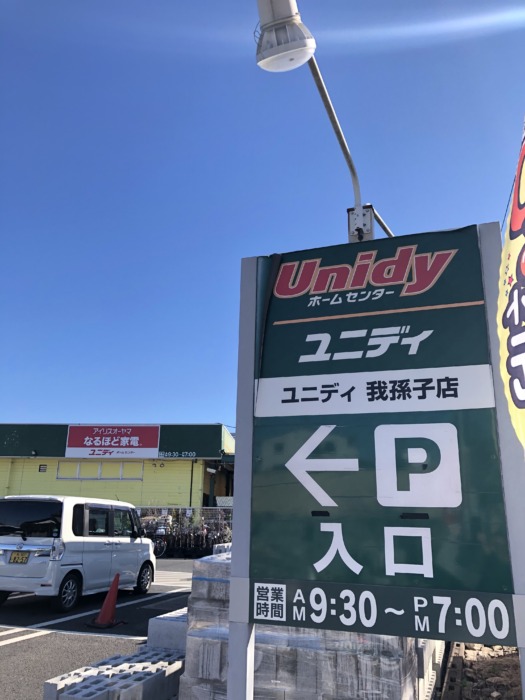 Unidy
ホームセンター
ユニディ
ユニディ 我孫子店
P
入口
営業時間 AM 9:30～PM 7:00
アイリスオーヤマ
なるほど家電
ユニディ